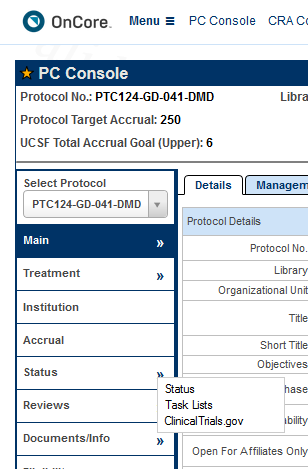 OnCore
Menu ≡ PC Console CRA Co
PC Console
Protocol No.: PTC124-GD-041-DMD Libra
Protocol Target Accrual: 250
UCSF Total Accrual Goal (Upper): 6
Select Protocol
PTC124-GD-041-DMD
Main »
Treatment »
Institution
Accrual
Status »
Reviews
Documents/Info »
Details Managem
Protocol Details
Protocol No.
Library
Organizational Unit
Title
Short Title
Objectives
hase
ability
Open For Affiliates Only
Status
Task Lists
ClinicalTrials.gov